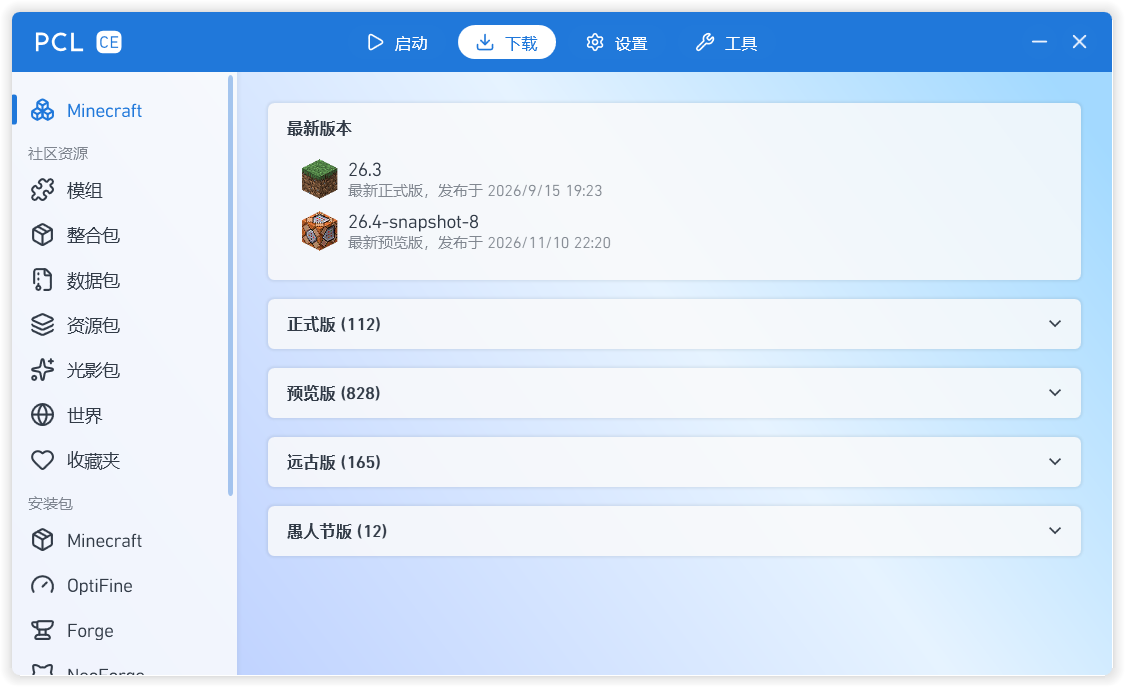 PCL CE
启动
下载
设置
工具
Minecraft
社区资源
模组
整合包
数据包
资源包
光影包
世界
收藏夹
安装包
Minecraft
OptiFine
Forge
NeoForge
最新版本
26.3
最新正式版，发布于 2026/9/15 19:23
26.4-snapshot-8
最新预览版，发布于 2026/11/10 22:20
正式版 (112)
预览版 (828)
远古版 (165)
愚人节版 (12)